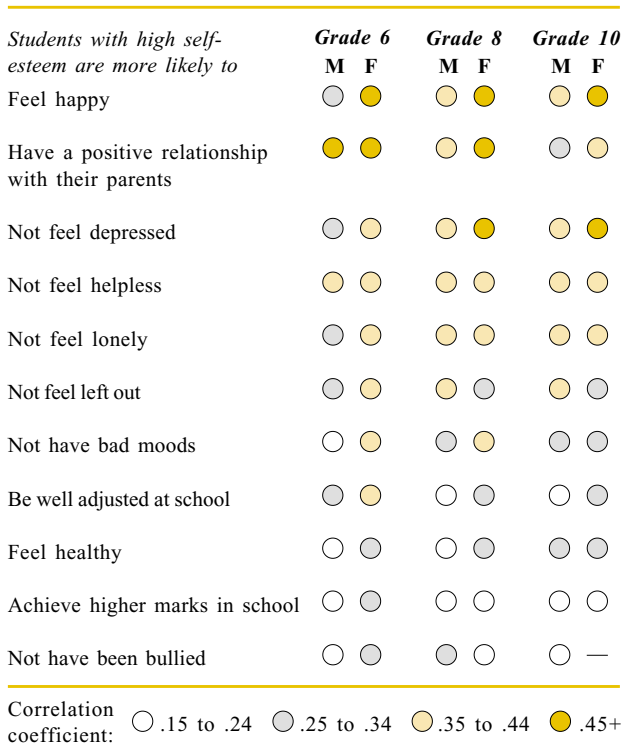 Students with high self-
esteem are more likely to
Grade 6 Grade 8 Grade 10
M F M F M F
Feel happy
Have a positive relationship
with their parents
Not feel depressed
Not feel helpless
Not feel lonely
Not feel left out
Not have bad moods
Be well adjusted at school
Feel healthy
Achieve higher marks in school
Not have been bullied —
Correlation
coefficient: .15 to .24 .25 to .34 .35 to .44 .45+